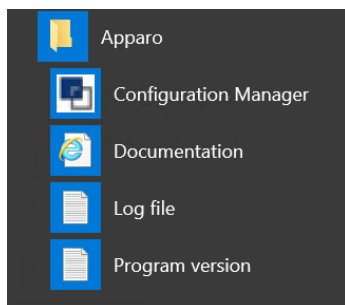 Apparo
Configuration Manager
Documentation
Log file
Program version